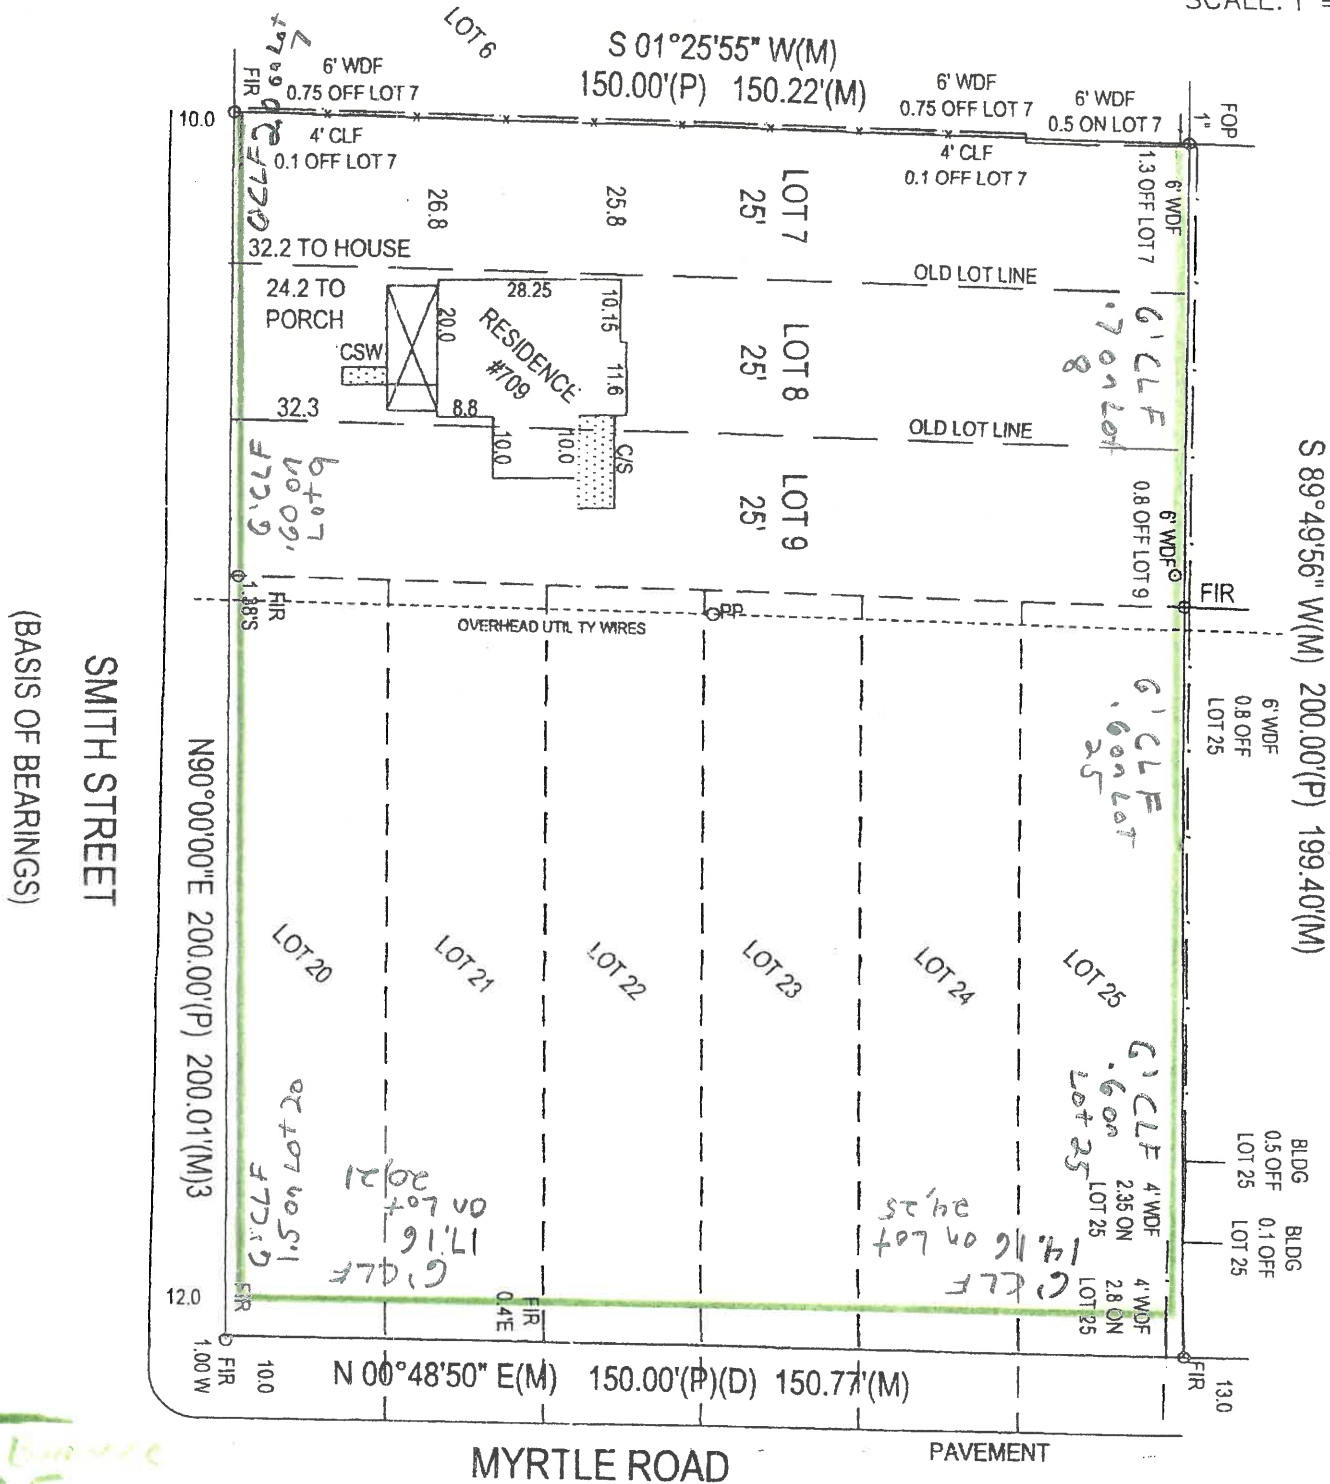 SCALE: 1" =
LOT 6
S 01°25'55" W(M)
150.00'(P) 150.22'(M)
6' WDF
0.75 OFF LOT 7
6' WDF
0.75 OFF LOT 7
6' WDF
0.5 ON LOT 7
FOP
1"
FIR
10.0
4' CLF
0.1 OFF LOT 7
4' CLF
0.1 OFF LOT 7
6' WDF
1.3 OFF LOT 7
26.8
25.8
LOT 7
25'
32.2 TO HOUSE
OLD LOT LINE
24.2 TO
PORCH
28.25
10.15
20.0
RESIDENCE
#709
11.6
LOT 8
25'
6' CLF
.7 on Lot
8
CSW
32.3
8.8
10.0
10.0
C/S
OLD LOT LINE
LOT 9
25'
6' CLF
.60 on
Lot 9
6' WDF
0.8 OFF LOT 9
FIR
FIR
1.38'S
PP
OVERHEAD UTIL TY WIRES
S 89°49'56" W(M) 200.00'(P) 199.40'(M)
6' WDF
0.8 OFF
LOT 25
6' CLF
.6 on LOT
25
SMITH STREET
(BASIS OF BEARINGS)
N90°00'00"E 200.00'(P) 200.01'(M)3
LOT 20
LOT 21
LOT 22
LOT 23
LOT 24
LOT 25
6' CLF
.6 on
Lot 25
BLDG
0.5 OFF
LOT 25
BLDG
0.1 OFF
LOT 25
4' WDF
2.35 ON
LOT 25
4' WDF
2.8 ON
LOT 25
6' CLF
1.5 on Lot 20
6' CLF
17.16
on Lot
20,21
6' CLF
14.16 on Lot
24,25
12.0
FIR
FIR
0.4'E
1.00 W
FIR
10.0
N 00°48'50" E(M) 150.00'(P)(D) 150.77'(M)
FIR
13.0
MYRTLE ROAD
PAVEMENT